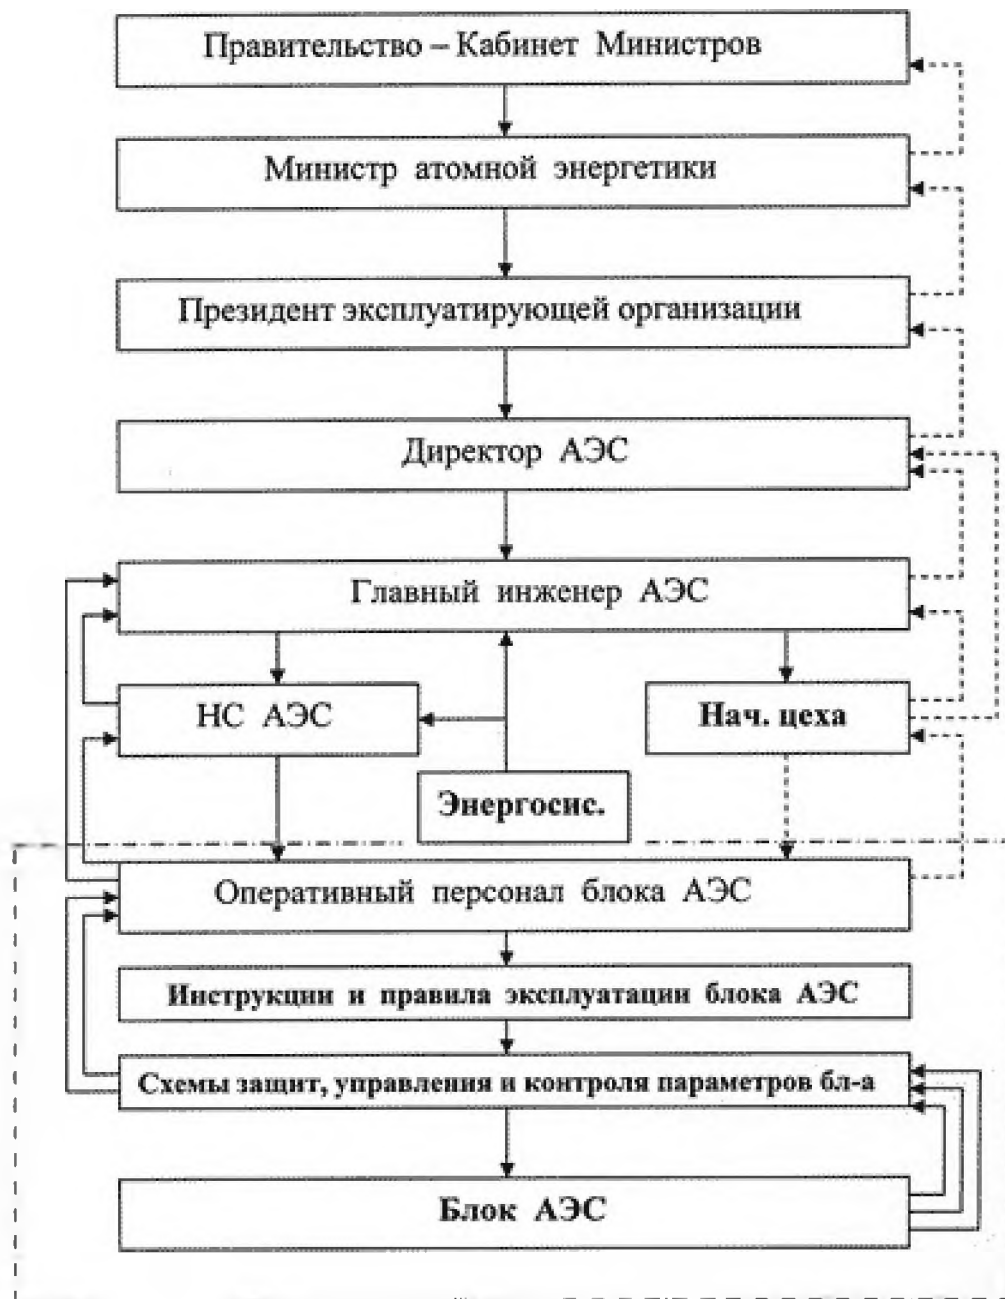 Правительство – Кабинет Министров
Министр атомной энергетики
Президент эксплуатирующей организации
Директор АЭС
Главный инженер АЭС
НС АЭС
Нач. цеха
Энергосис.
Оперативный персонал блока АЭС
Инструкции и правила эксплуатации блока АЭС
Схемы защит, управления и контроля параметров бл-а
Блок АЭС